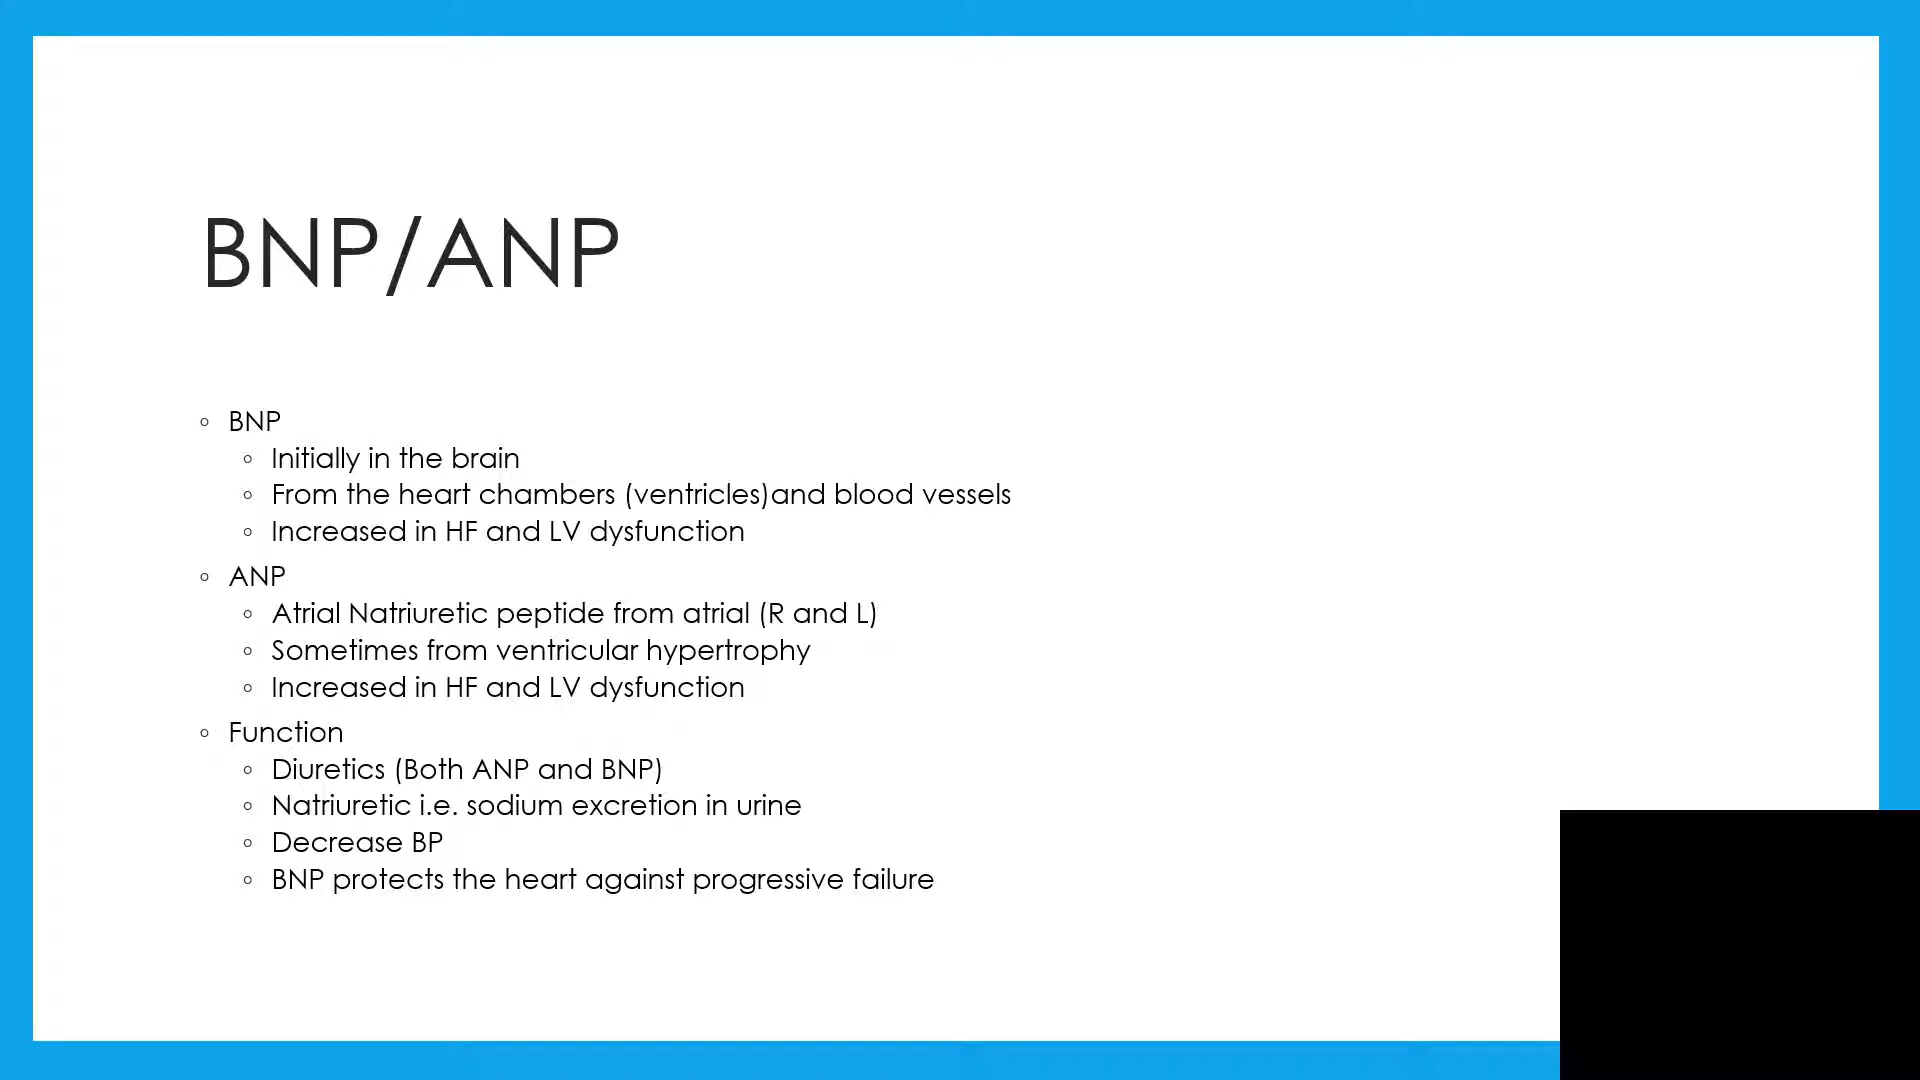 BNP/ANP
◦ BNP
◦ Initially in the brain
◦ From the heart chambers (ventricles)and blood vessels
◦ Increased in HF and LV dysfunction
◦ ANP
◦ Atrial Natriuretic peptide from atrial (R and L)
◦ Sometimes from ventricular hypertrophy
◦ Increased in HF and LV dysfunction
◦ Function
◦ Diuretics (Both ANP and BNP)
◦ Natriuretic i.e. sodium excretion in urine
◦ Decrease BP
◦ BNP protects the heart against progressive failure